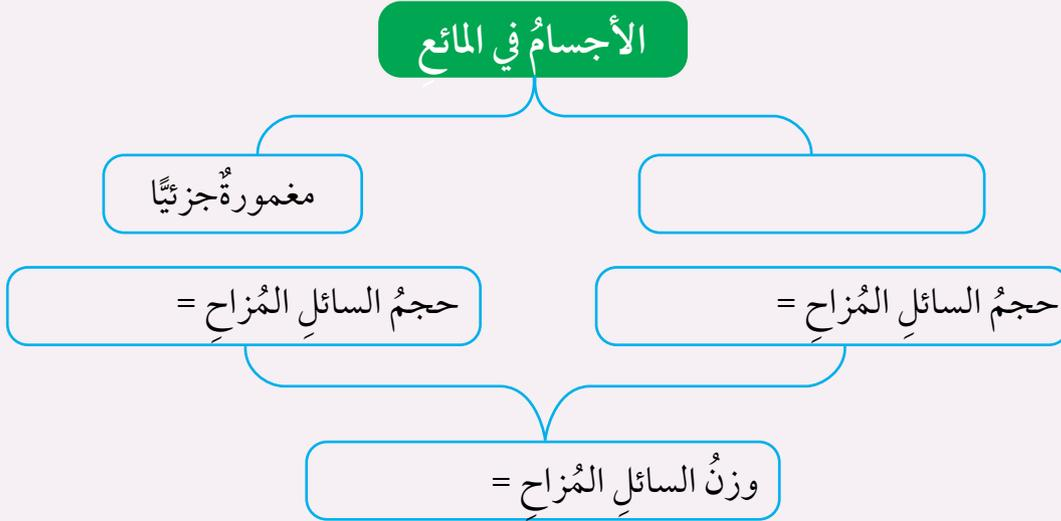 الأجسامُ في المائعِ
مغمورةٌ جزئيًّا
حجمُ السائلِ المُزاحِ =
حجمُ السائلِ المُزاحِ =
وزنُ السائلِ المُزاحِ =